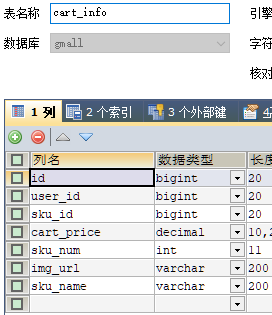 表名称 cart_info 引擎
数据库 gmall 字符
核对
1 列 2 个索引 3 个外部键
列名 数据类型 长度
id bigint 20
user_id bigint 20
sku_id bigint 20
cart_price decimal 10,2
sku_num int 11
img_url varchar 200
sku_name varchar 200